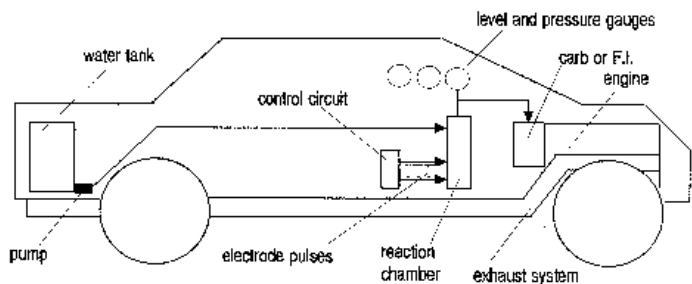 level and pressure gauges
water tank
carb or F.I.
engine
control circuit
pump
electrode pulses
reaction
chamber
exhaust system